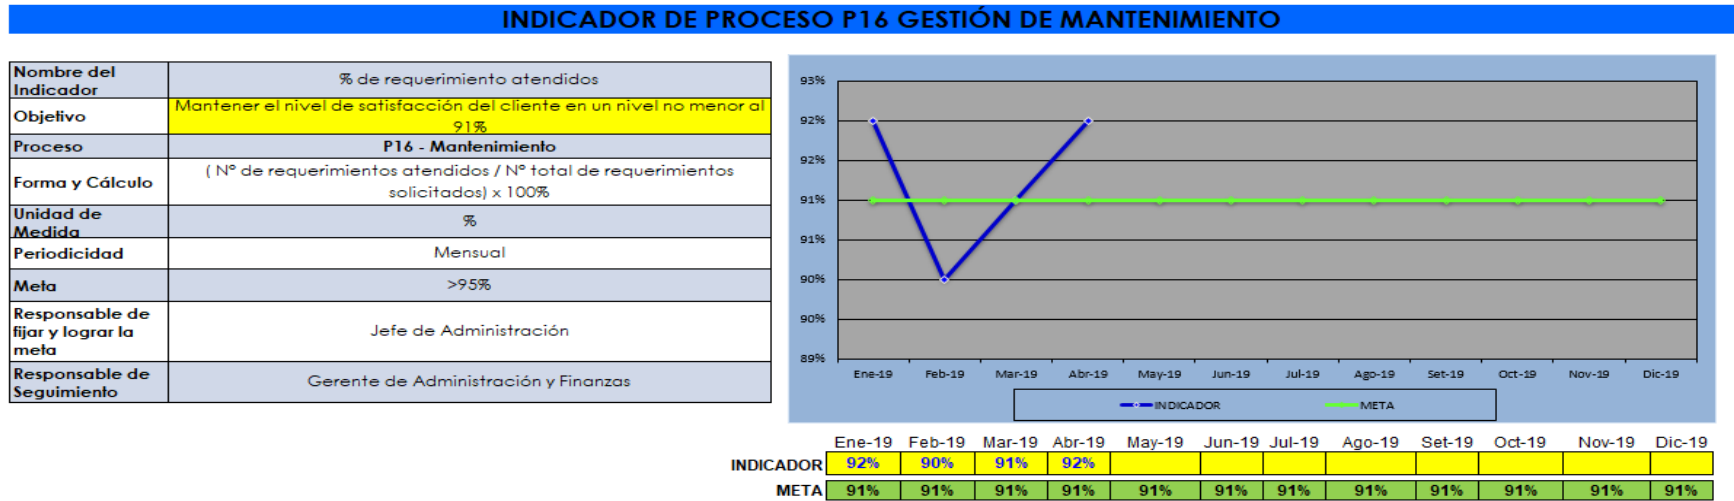 INDICADOR DE PROCESO P16 GESTIÓN DE MANTENIMIENTO
Nombre del
Indicador
% de requerimiento atendidos
Objetivo
Mantener el nivel de satisfacción del cliente en un nivel no menor al
91%
Proceso
P16 - Mantenimiento
Forma y Cálculo
( Nº de requerimientos atendidos / Nº total de requerimientos
solicitados) x 100%
Unidad de
Medida
%
Periodicidad
Mensual
Meta
>95%
Responsable de
fijar y lograr la
meta
Jefe de Administración
Responsable de
Seguimiento
Gerente de Administración y Finanzas
93%
92%
92%
91%
91%
90%
90%
89%
Ene-19 Feb-19 Mar-19 Abr-19 May-19 Jun-19 Jul-19 Ago-19 Set-19 Oct-19 Nov-19 Dic-19
INDICADOR META
Ene-19 Feb-19 Mar-19 Abr-19 May-19 Jun-19 Jul-19 Ago-19 Set-19 Oct-19 Nov-19 Dic-19
INDICADOR 92% 90% 91% 92%
META 91% 91% 91% 91% 91% 91% 91% 91% 91% 91% 91% 91%